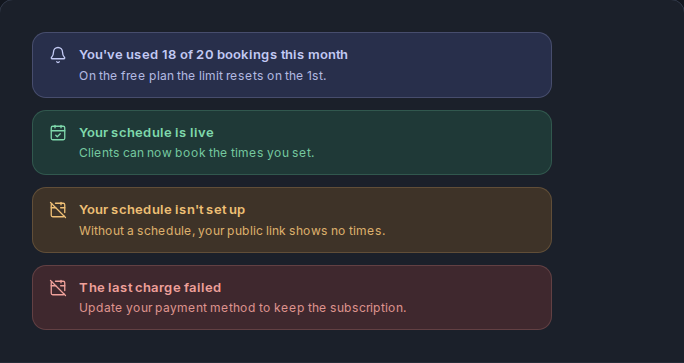 You've used 18 of 20 bookings this month
On the free plan the limit resets on the 1st.
Your schedule is live
Clients can now book the times you set.
Your schedule isn't set up
Without a schedule, your public link shows no times.
The last charge failed
Update your payment method to keep the subscription.